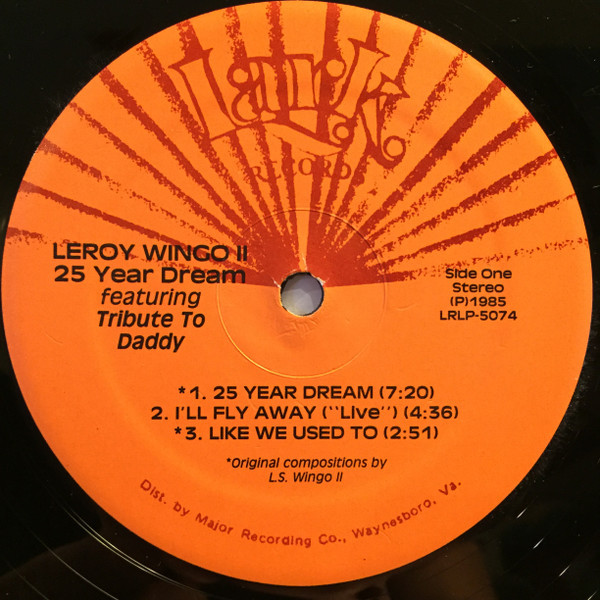 Lark
RECORDS
LEROY WINGO II
25 Year Dream
featuring
Tribute To
Daddy
Side One
Stereo
(P)1985
LRLP-5074
*1. 25 YEAR DREAM (7:20)
2. I'LL FLY AWAY (''Live'') (4:36)
*3. LIKE WE USED TO (2:51)
*Original compositions by
L.S. Wingo II
Dist. by Major Recording Co., Waynesboro, Va.